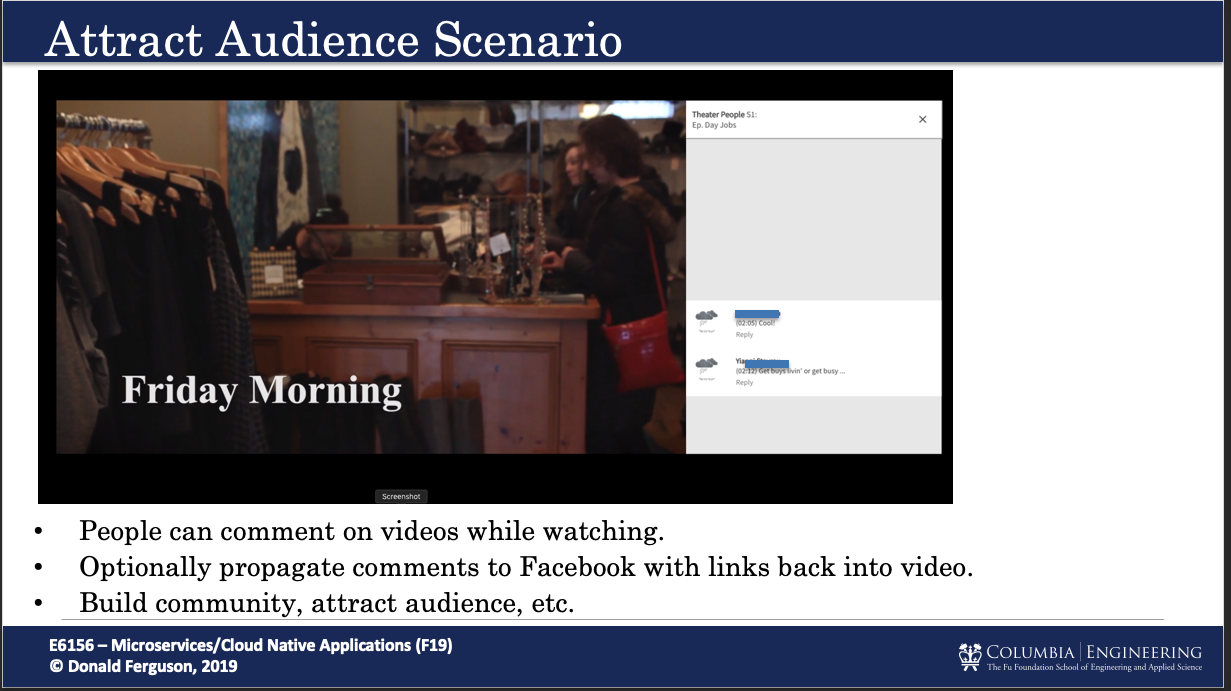 Attract Audience Scenario
Theater People S1:
Ep. Day Jobs
×
(02:05) Cool!
Reply
(02:12) Get buys livin' or get busy ...
Reply
Friday Morning
Screenshot
• People can comment on videos while watching.
• Optionally propagate comments to Facebook with links back into video.
• Build community, attract audience, etc.
E6156 – Microservices/Cloud Native Applications (F19)
© Donald Ferguson, 2019
COLUMBIA | ENGINEERING
The Fu Foundation School of Engineering and Applied Science